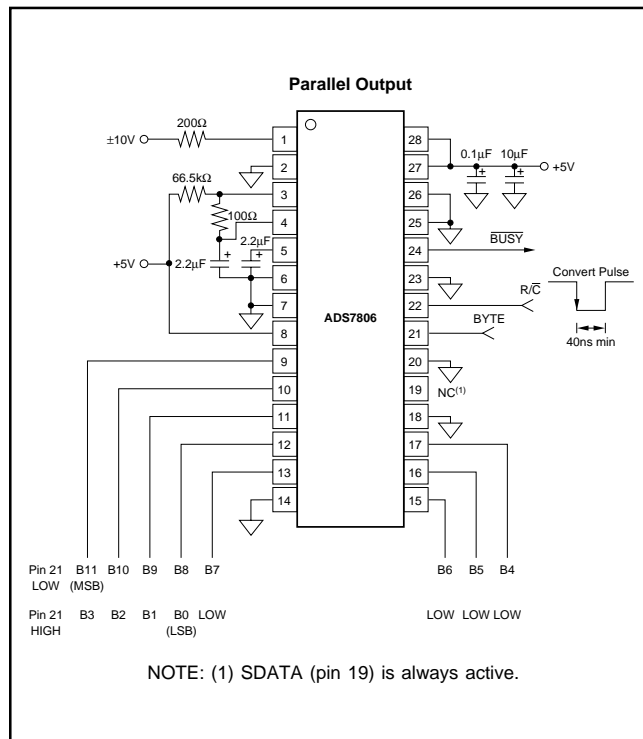 Parallel Output
200Ω
±10V
1
28
0.1µF 10µF
2
27
+5V
66.5kΩ
3
26
100Ω
4
25
2.2µF
5
24
BUSY
+5V
2.2µF
6
23
Convert Pulse
R/C
7
ADS7806
22
BYTE
8
21
40ns min
9
20
NC(1)
10
19
11
18
12
17
13
16
14
15
Pin 21 B11 B10 B9 B8 B7 B6 B5 B4
LOW (MSB)
Pin 21 B3 B2 B1 B0 LOW LOW LOW LOW
HIGH (LSB)
NOTE: (1) SDATA (pin 19) is always active.